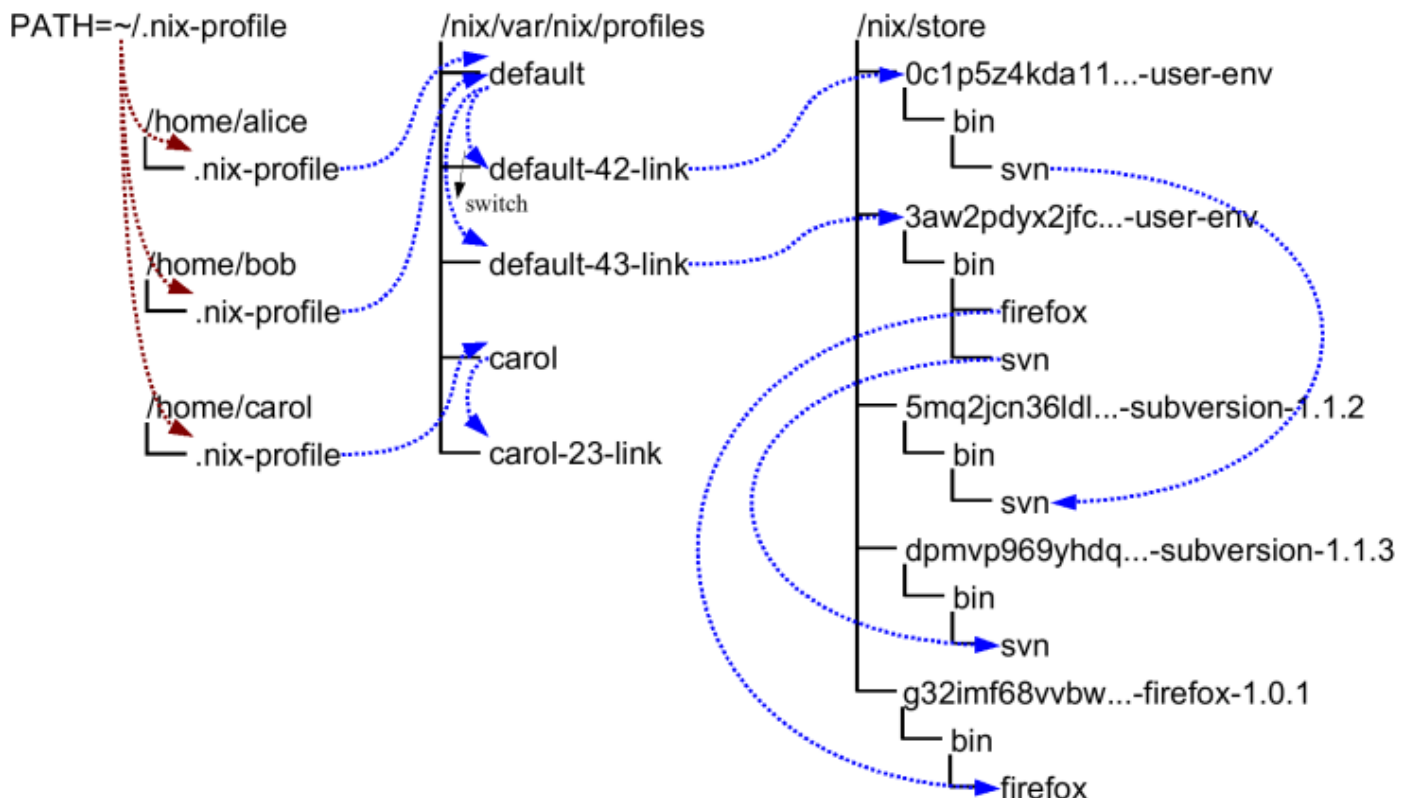 PATH=~/.nix-profile
/home/alice
.nix-profile
/home/bob
.nix-profile
/home/carol
.nix-profile
/nix/var/nix/profiles
default
default-42-link
switch
default-43-link
carol
carol-23-link
/nix/store
0c1p5z4kda11...-user-env
bin
svn
3aw2pdyx2jfc...-user-env
bin
firefox
svn
5mq2jcn36ldl...-subversion-1.1.2
bin
svn
dpmvp969yhdq...-subversion-1.1.3
bin
svn
g32imf68vvbw...-firefox-1.0.1
bin
firefox